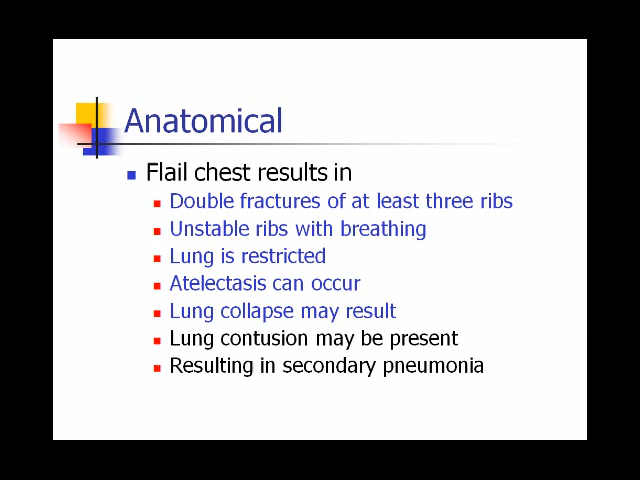 Anatomical
Flail chest results in
Double fractures of at least three ribs
Unstable ribs with breathing
Lung is restricted
Atelectasis can occur
Lung collapse may result
Lung contusion may be present
Resulting in secondary pneumonia